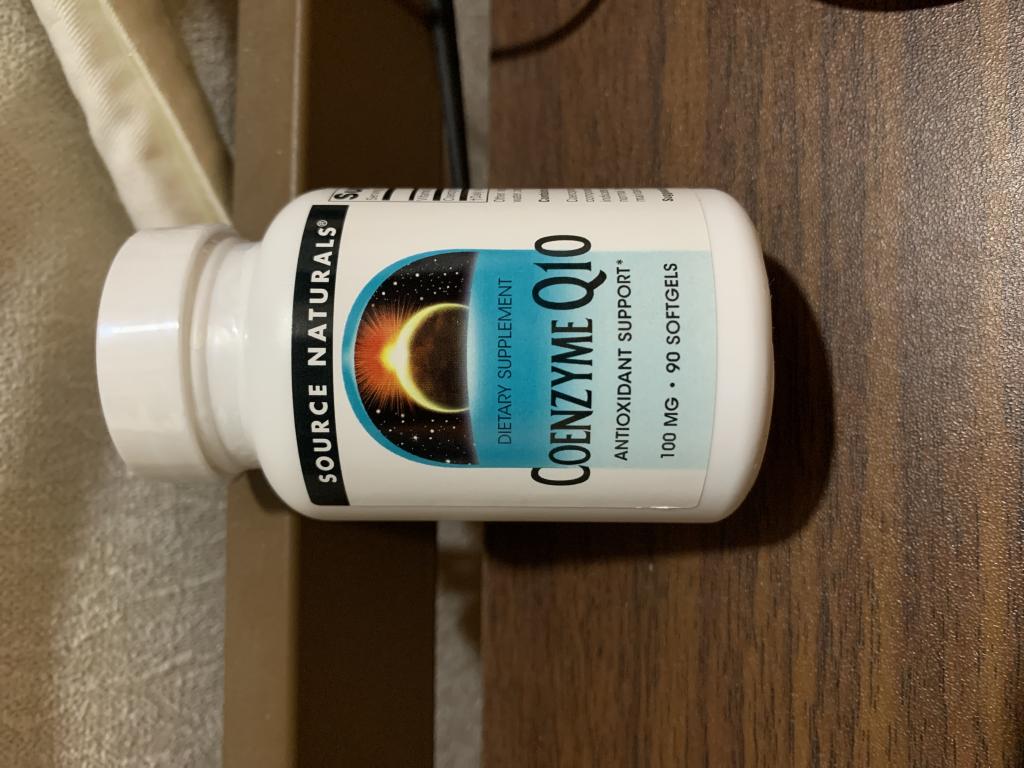 SOURCE NATURALS®
DIETARY SUPPLEMENT
COENZYME Q10
ANTIOXIDANT SUPPORT*
100 MG • 90 SOFTGELS